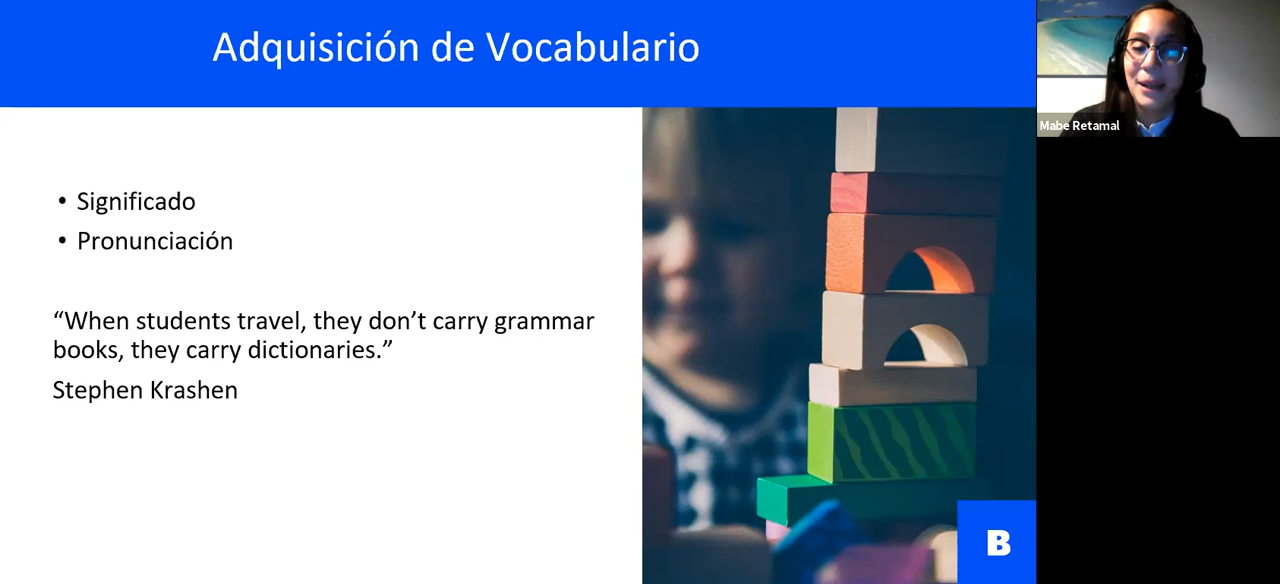 Adquisición de Vocabulario
Mabe Retamal
• Significado
• Pronunciación
“When students travel, they don’t carry grammar
books, they carry dictionaries.”
Stephen Krashen
B